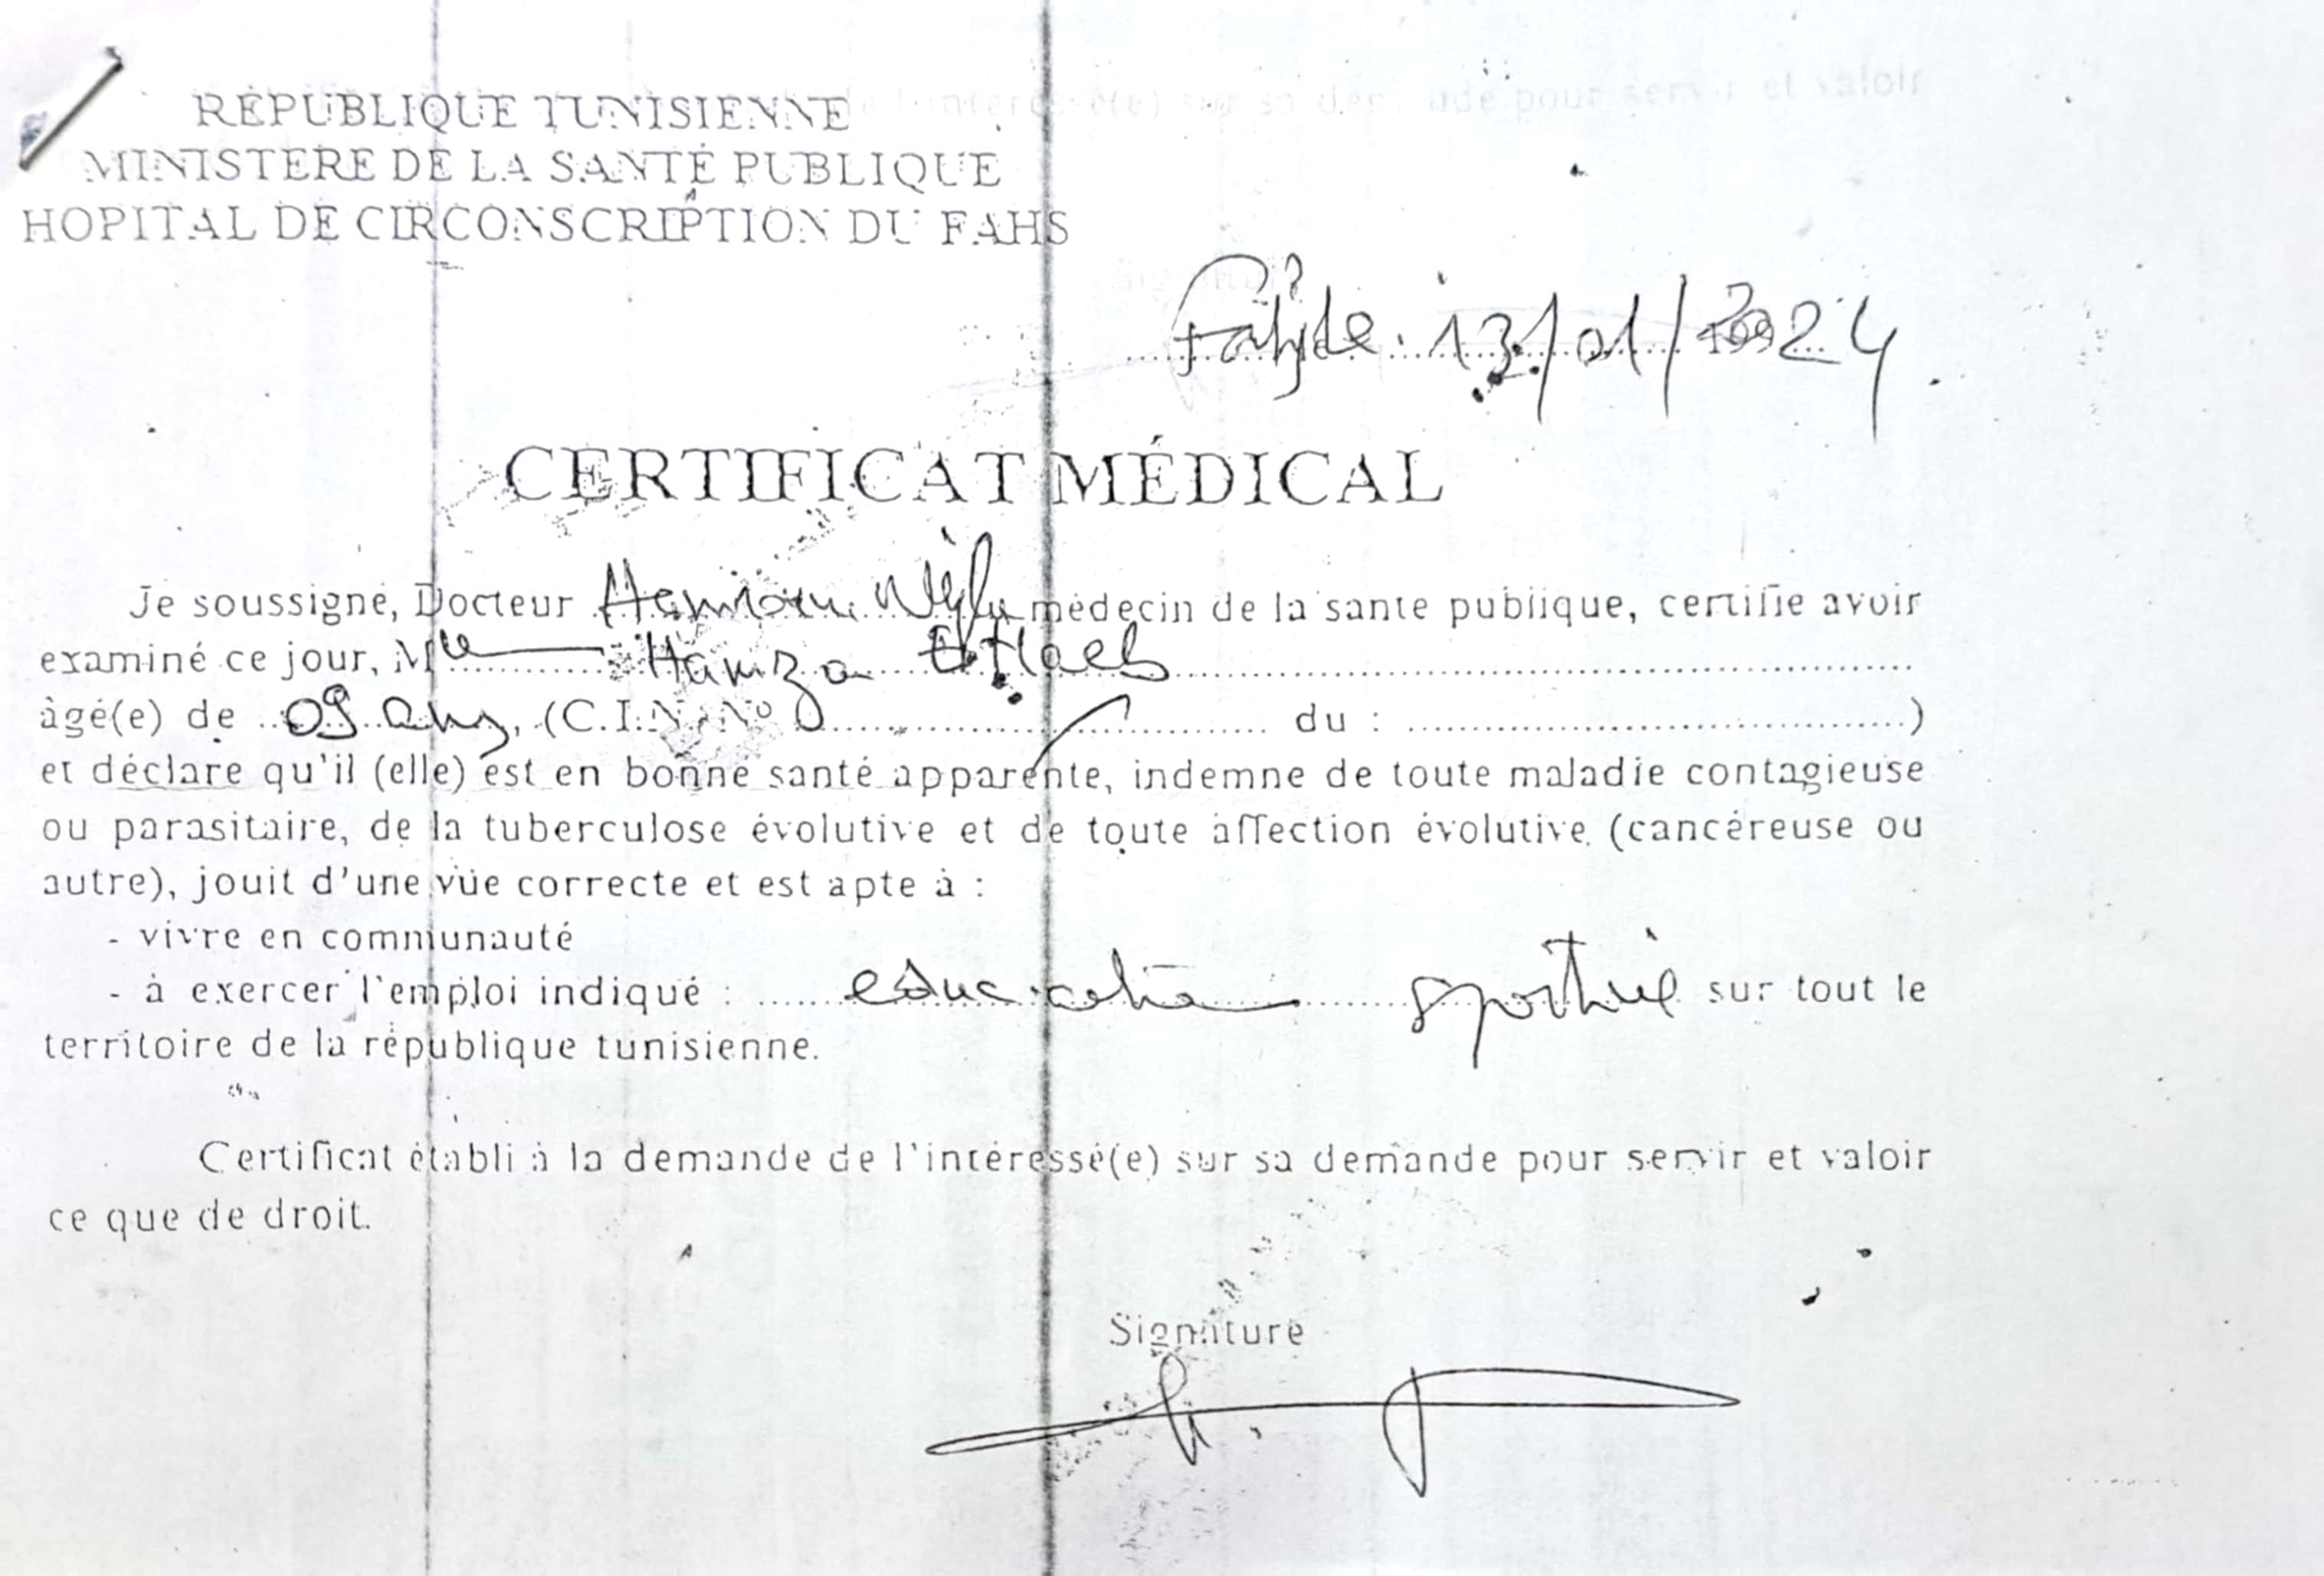 RÉPUBLIQUE TUNISIENNE
MINISTERE DE LA SANTÉ PUBLIQUE
HOPITAL DE CIRCONSCRIPTION DU FAHS
Fahs le 13/01/2024
CERTIFICAT MÉDICAL
Je soussigné, Docteur médecin de la santé publique, certifie avoir
examiné ce jour, Mlle Hamza
âgé(e) de 09 ans, (C.I.N. N° ........ du : ........)
et déclare qu'il (elle) est en bonne santé apparente, indemne de toute maladie contagieuse
ou parasitaire, de la tuberculose évolutive et de toute affection évolutive (cancéreuse ou
autre), jouit d'une vue correcte et est apte à :
- vivre en communauté
- à exercer l'emploi indiqué : education sportive sur tout le
territoire de la république tunisienne.
Certificat établi à la demande de l'intéressé(e) sur sa demande pour servir et valoir
ce que de droit.
Signature